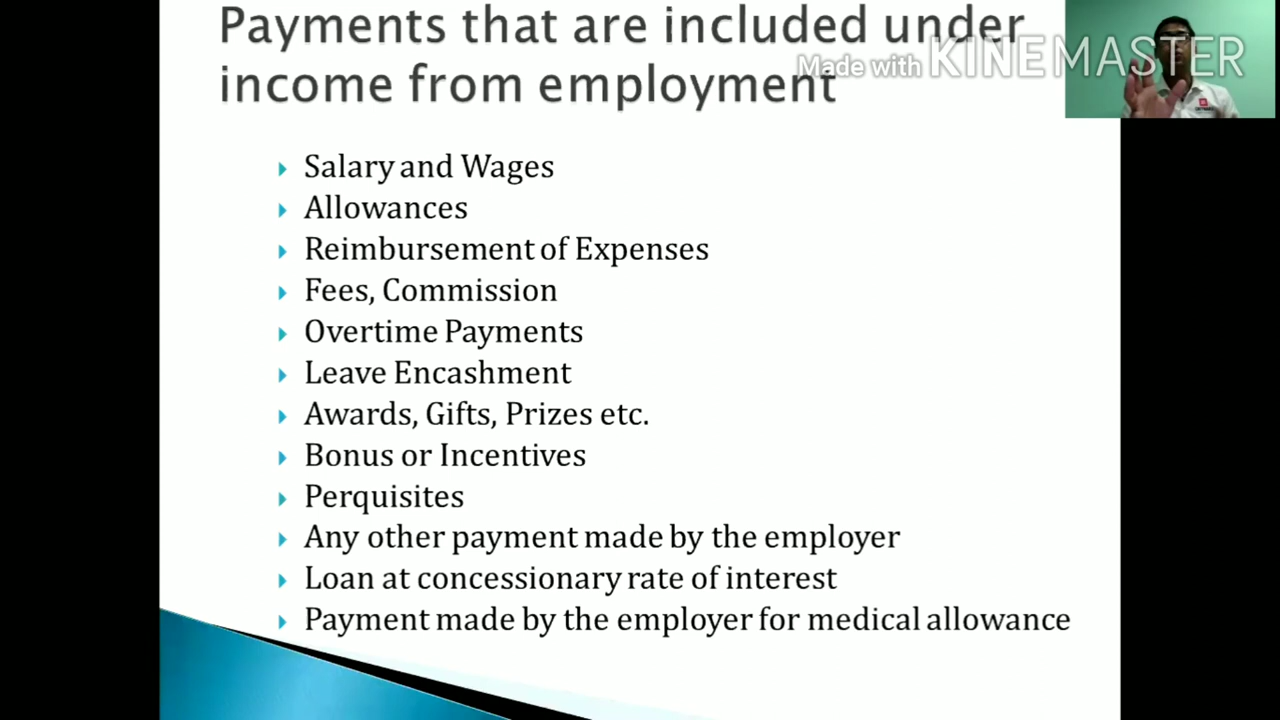 Payments that are included under
income from employment
Made with KINEMASTER
Salary and Wages
Allowances
Reimbursement of Expenses
Fees, Commission
Overtime Payments
Leave Encashment
Awards, Gifts, Prizes etc.
Bonus or Incentives
Perquisites
Any other payment made by the employer
Loan at concessionary rate of interest
Payment made by the employer for medical allowance